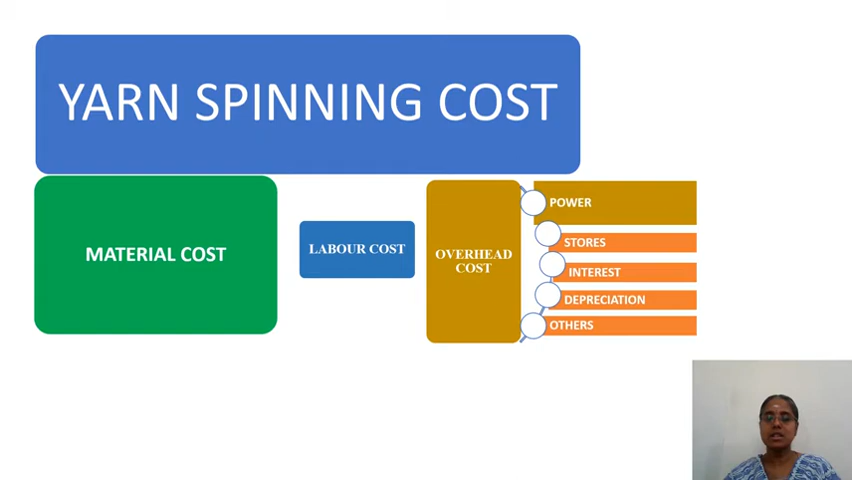 YARN SPINNING COST
MATERIAL COST
LABOUR COST
OVERHEAD
COST
POWER
STORES
INTEREST
DEPRECIATION
OTHERS